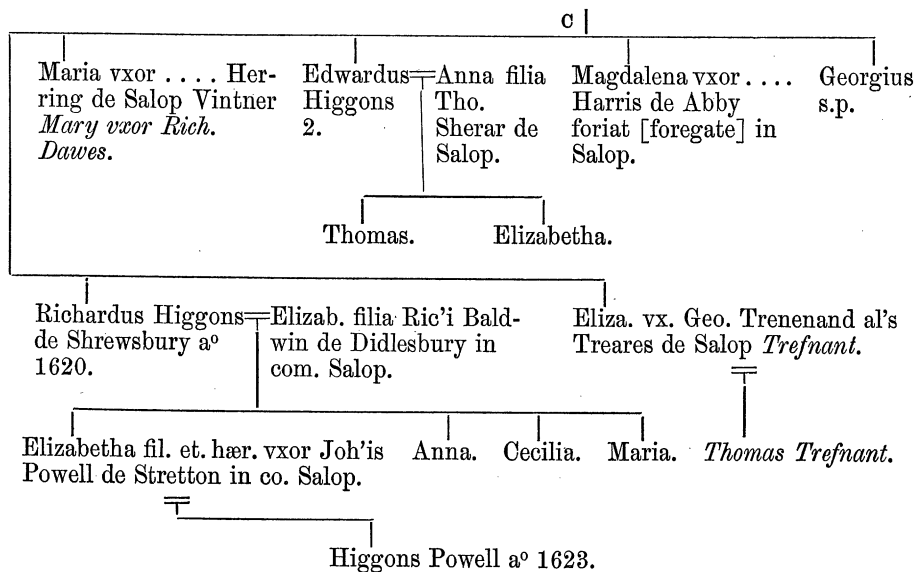 C
Maria vxor . . . . Her-
ring de Salop Vintner
Mary vxor Rich.
Dawes.
Edwardus
Higgons
2.
Anna filia
Tho.
Sherar de
Salop.
Magdalena vxor . . . .
Harris de Abby
foriat [foregate] in
Salop.
Georgius
s.p.
Thomas.
Elizabetha.
Richardus Higgons
de Shrewsbury aº
1620.
Elizab. filia Ric'i Bald-
win de Didlesbury in
com. Salop.
Eliza. vx. Geo. Trenenand al's
Treares de Salop Trefnant.
Elizabetha fil. et. hær. vxor Joh'is
Powell de Stretton in co. Salop.
Anna.
Cecilia.
Maria.
Thomas Trefnant.
Higgons Powell aº 1623.